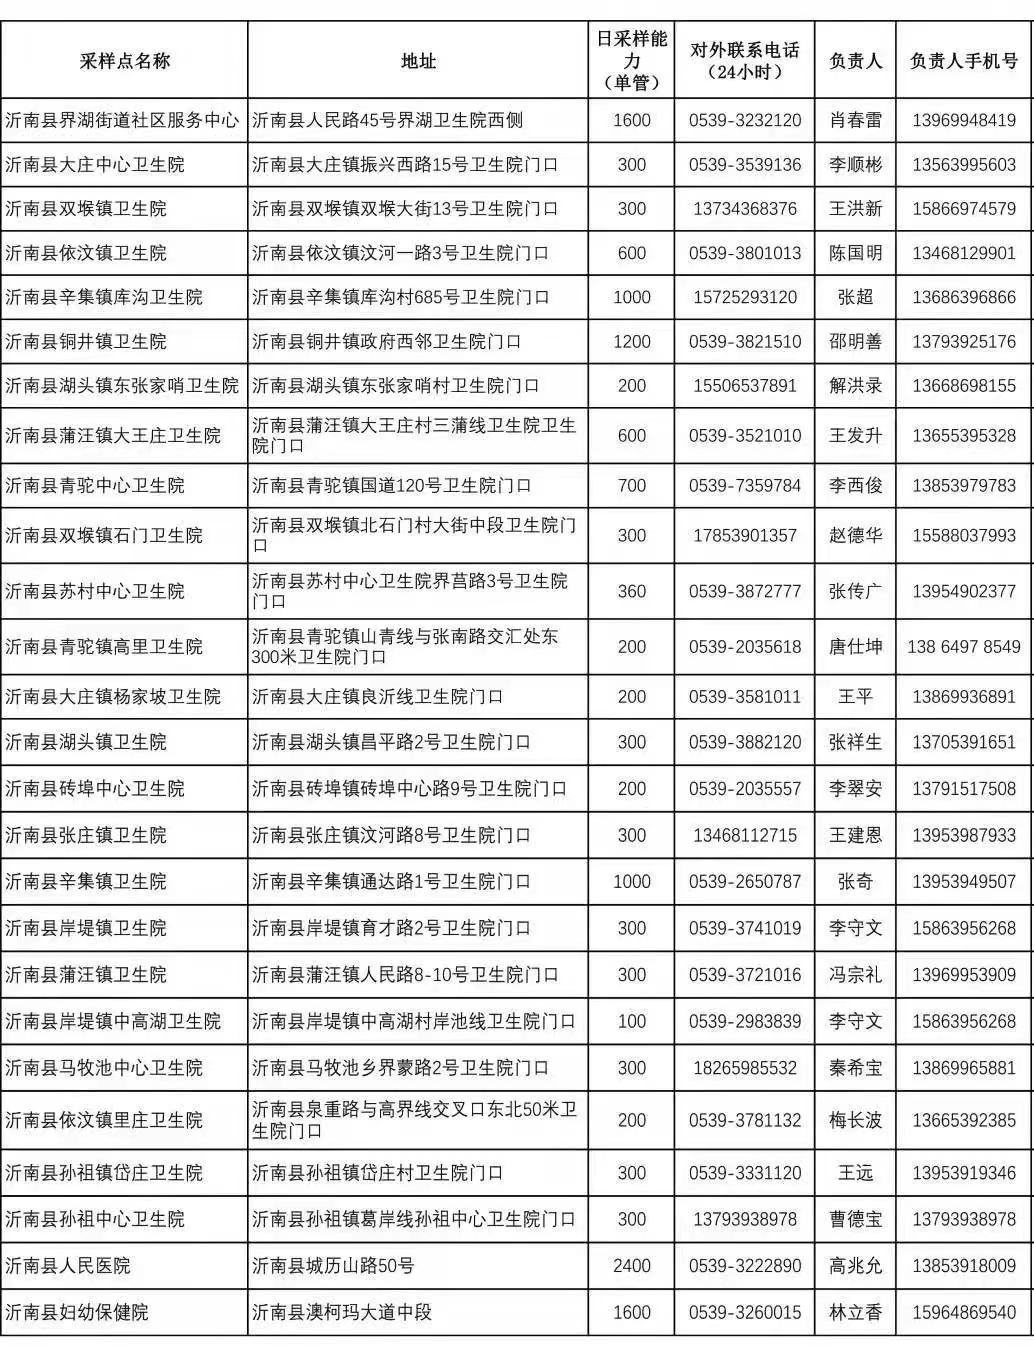 采样点名称 地址 日采样能力（单管） 对外联系电话（24小时） 负责人 负责人手机号
沂南县界湖街道社区服务中心 沂南县人民路45号界湖卫生院西侧 1600 0539-3232120 肖春雷 13969948419
沂南县大庄中心卫生院 沂南县大庄镇振兴西路15号卫生院门口 300 0539-3539136 李顺彬 13563995603
沂南县双堠镇卫生院 沂南县双堠镇双堠大街13号卫生院门口 300 13734368376 王洪新 15866974579
沂南县依汶镇卫生院 沂南县依汶镇汶河一路3号卫生院门口 600 0539-3801013 陈国明 13468129901
沂南县辛集镇库沟卫生院 沂南县辛集镇库沟村685号卫生院门口 1000 15725293120 张超 13686396866
沂南县铜井镇卫生院 沂南县铜井镇政府西邻卫生院门口 1200 0539-3821510 邵明善 13793925176
沂南县湖头镇东张家哨卫生院 沂南县湖头镇东张家哨村卫生院门口 200 15506537891 解洪录 13668698155
沂南县蒲汪镇大王庄卫生院 沂南县蒲汪镇大王庄村三蒲线卫生院卫生院门口 600 0539-3521010 王发升 13655395328
沂南县青驼中心卫生院 沂南县青驼镇国道120号卫生院门口 700 0539-7359784 李西俊 13853979783
沂南县双堠镇石门卫生院 沂南县双堠镇北石门村大街中段卫生院门口 300 17853901357 赵德华 15588037993
沂南县苏村中心卫生院 沂南县苏村中心卫生院界莒路3号卫生院门口 360 0539-3872777 张传广 13954902377
沂南县青驼镇高里卫生院 沂南县青驼镇山青线与张南路交汇处东300米卫生院门口 200 0539-2035618 唐仕坤 138 6497 8549
沂南县大庄镇杨家坡卫生院 沂南县大庄镇良沂线卫生院门口 200 0539-3581011 王平 13869936891
沂南县湖头镇卫生院 沂南县湖头镇昌平路2号卫生院门口 300 0539-3882120 张祥生 13705391651
沂南县砖埠中心卫生院 沂南县砖埠镇砖埠中心路9号卫生院门口 200 0539-2035557 李翠安 13791517508
沂南县张庄镇卫生院 沂南县张庄镇汶河路8号卫生院门口 300 13468112715 王建恩 13953987933
沂南县辛集镇卫生院 沂南县辛集镇通达路1号卫生院门口 1000 0539-2650787 张奇 13953949507
沂南县岸堤镇卫生院 沂南县岸堤镇育才路2号卫生院门口 300 0539-3741019 李守文 15863956268
沂南县蒲汪镇卫生院 沂南县蒲汪镇人民路8-10号卫生院门口 300 0539-3721016 冯宗礼 13969953909
沂南县岸堤镇中高湖卫生院 沂南县岸堤镇中高湖村岸池线卫生院门口 100 0539-2983839 李守文 15863956268
沂南县马牧池中心卫生院 沂南县马牧池乡界蒙路2号卫生院门口 300 18265985532 秦希宝 13869965881
沂南县依汶镇里庄卫生院 沂南县泉重路与高界线交叉口东北50米卫生院门口 200 0539-3781132 梅长波 13665392385
沂南县孙祖镇岱庄卫生院 沂南县孙祖镇岱庄村卫生院门口 300 0539-3331120 王远 13953919346
沂南县孙祖中心卫生院 沂南县孙祖镇葛岸线孙祖中心卫生院门口 300 13793938978 曹德宝 13793938978
沂南县人民医院 沂南县城历山路50号 2400 0539-3222890 高兆允 13853918009
沂南县妇幼保健院 沂南县澳柯玛大道中段 1600 0539-3260015 林立香 15964869540